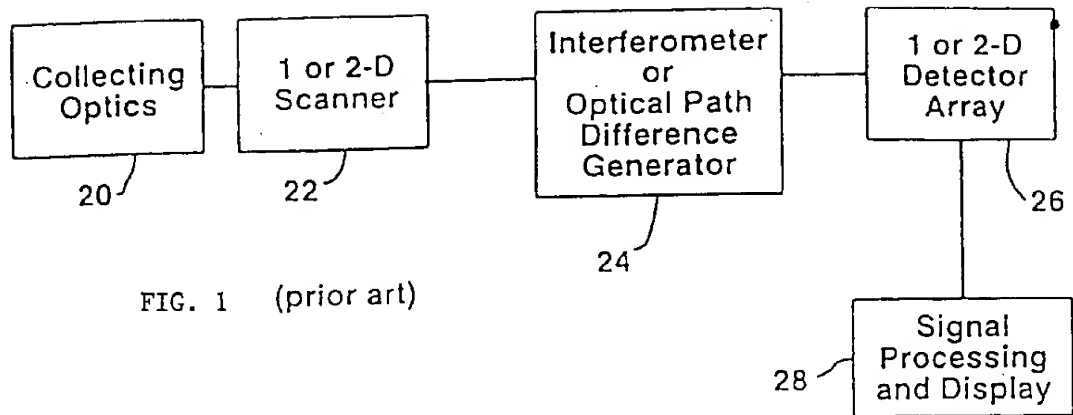 Collecting
Optics
20
1 or 2-D
Scanner
22
Interferometer
or
Optical Path
Difference
Generator
24
1 or 2-D
Detector
Array
26
Signal
Processing
and Display
28
FIG. 1 (prior art)